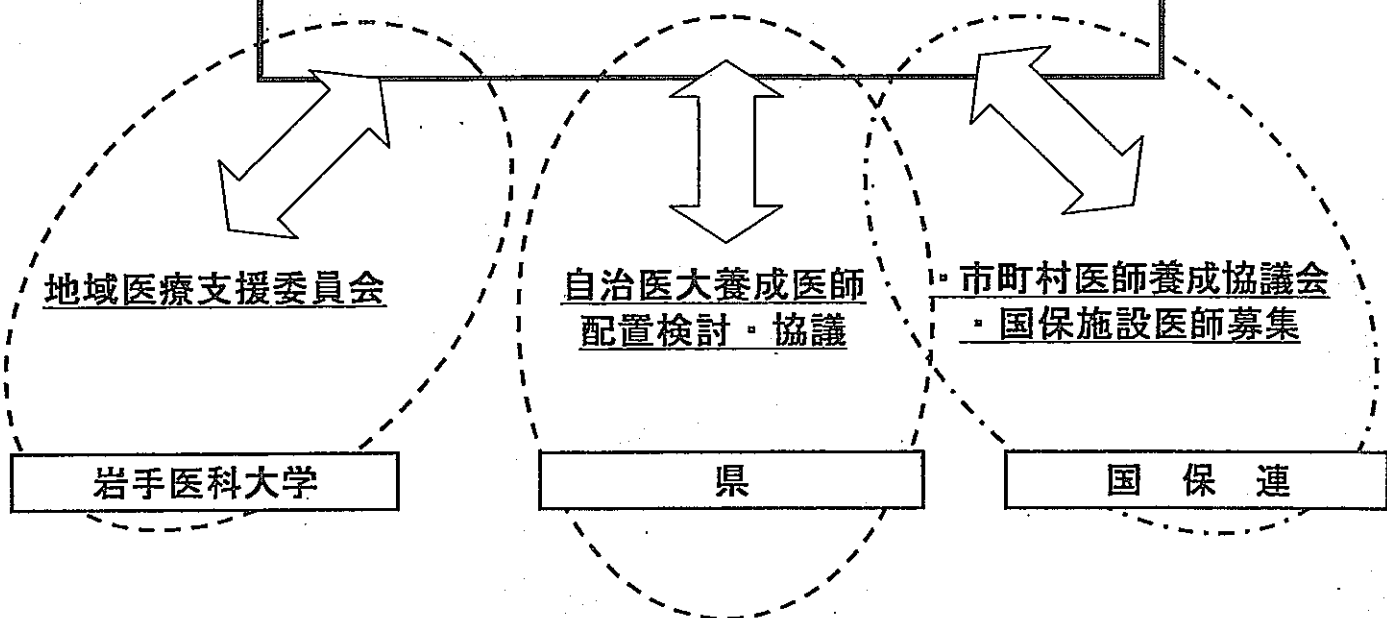 地域医療支援委員会
自治医大養成医師
配置検討・協議
・市町村医師養成協議会
・国保施設医師募集
岩手医科大学
県
国保連